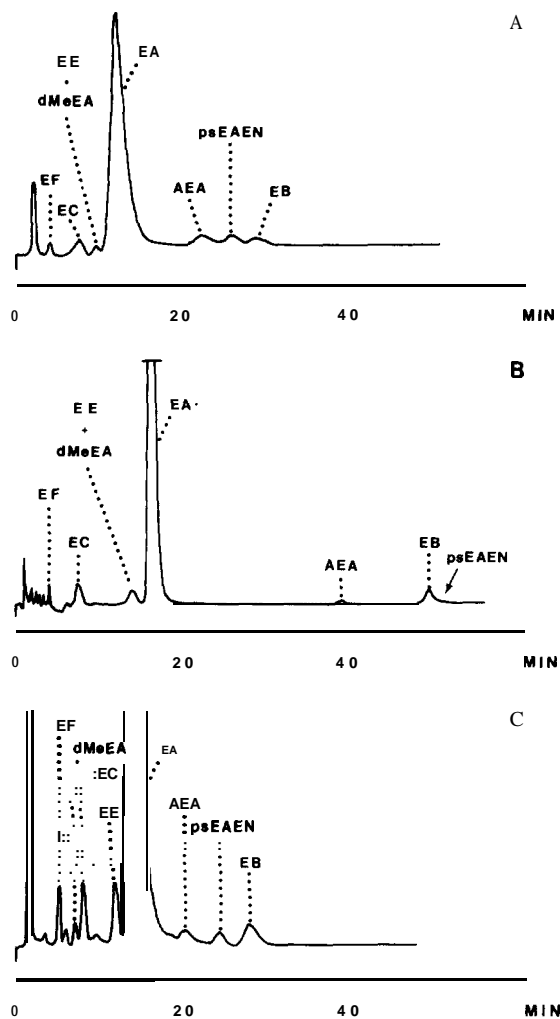 A
EE
+
dMeEA
EA
EF
EC
AEA
psEAEN
EB
0 20 40 MIN
B
EE
+
dMeEA
EA
EF
EC
AEA
EB
psEAEN
0 20 40 MIN
C
EF
dMeEA
:EC
EA
EE
AEA
psEAEN
EB
0 20 40 MIN